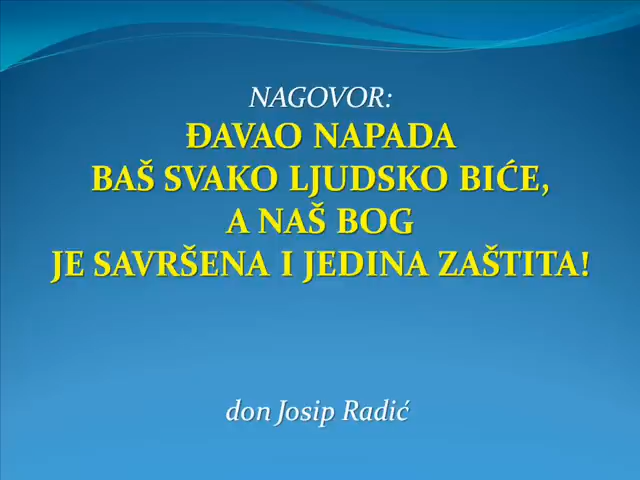 NAGOVOR:
ĐAVAO NAPADA
BAŠ SVAKO LJUDSKO BIĆE,
A NAŠ BOG
JE SAVRŠENA I JEDINA ZAŠTITA!
don Josip Radić